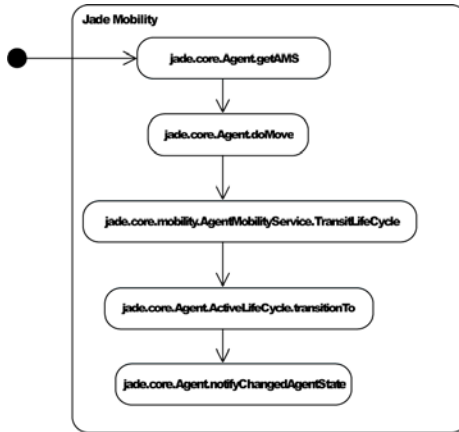 Jade Mobility
jade.core.Agent.getAMS
jade.core.Agent.doMove
jade.core.mobility.AgentMobilityService.TransitLifeCycle
jade.core.Agent.ActiveLifeCycle.transitionTo
jade.core.Agent.notifyChangedAgentState